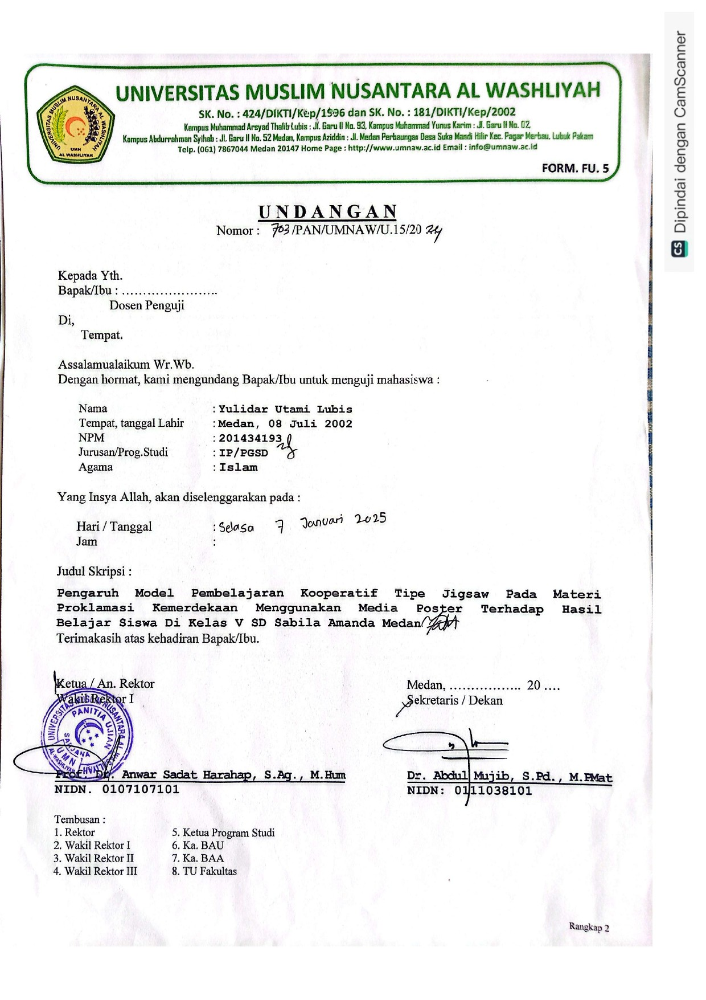 UNIVERSITAS MUSLIM NUSANTARA AL WASHLIYAH
SK. No. : 424/DIKTI/Kep/1996 dan SK. No. : 181/DIKTI/Kep/2002
Kampus Muhammad Arsyad Thalib Lubis : Jl. Garu II No. 93, Kampus Muhammad Yunus Karim : Jl. Garu II No. 02,
Kampus Abdurrahman Syihab : Jl. Garu II No. 52 Medan, Kampus Aziddin : Jl. Medan Perbaungan Desa Suka Mandi Hilir Kec. Pagar Merbau, Lubuk Pakam
Telp. (061) 7867044 Medan 20147 Home Page : http://www.umnaw.ac.id Email : info@umnaw.ac.id
FORM. FU. 5
UNIVERSITAS MUSLIM NUSANTARA AL WASHLIYAH
UMN
AL WASHLIYAH
UNDANGAN
Nomor : 703/PAN/UMNAW/U.15/20 24
Kepada Yth.
Bapak/Ibu : .......................
Dosen Penguji
Di,
Tempat.
Assalamualaikum Wr.Wb.
Dengan hormat, kami mengundang Bapak/Ibu untuk menguji mahasiswa :
Nama : Yulidar Utami Lubis
Tempat, tanggal Lahir : Medan, 08 Juli 2002
NPM : 201434193
Jurusan/Prog.Studi : IP/PGSD
Agama : Islam
Yang Insya Allah, akan diselenggarakan pada :
Hari / Tanggal : Selasa 7 Januari 2025
Jam :
Judul Skripsi :
Pengaruh Model Pembelajaran Kooperatif Tipe Jigsaw Pada Materi
Proklamasi Kemerdekaan Menggunakan Media Poster Terhadap Hasil
Belajar Siswa Di Kelas V SD Sabila Amanda Medan
Terimakasih atas kehadiran Bapak/Ibu.
Ketua / An. Rektor
Wakil Rektor I
UNIVERSITAS MUSLIM NUSANTARA AL WASHLIYAH
PANITIA UJIAN
SARJANA
UMN
AL-WASHLIYAH
Prof. Dr. Anwar Sadat Harahap, S.Ag., M.Hum
NIDN. 0107107101
Medan, ................. 20 ....
Sekretaris / Dekan
Dr. Abdul Mujib, S.Pd., M.PMat
NIDN: 0111038101
Tembusan :
1. Rektor
2. Wakil Rektor I
3. Wakil Rektor II
4. Wakil Rektor III
5. Ketua Program Studi
6. Ka. BAU
7. Ka. BAA
8. TU Fakultas
Rangkap 2
CS Dipindai dengan CamScanner